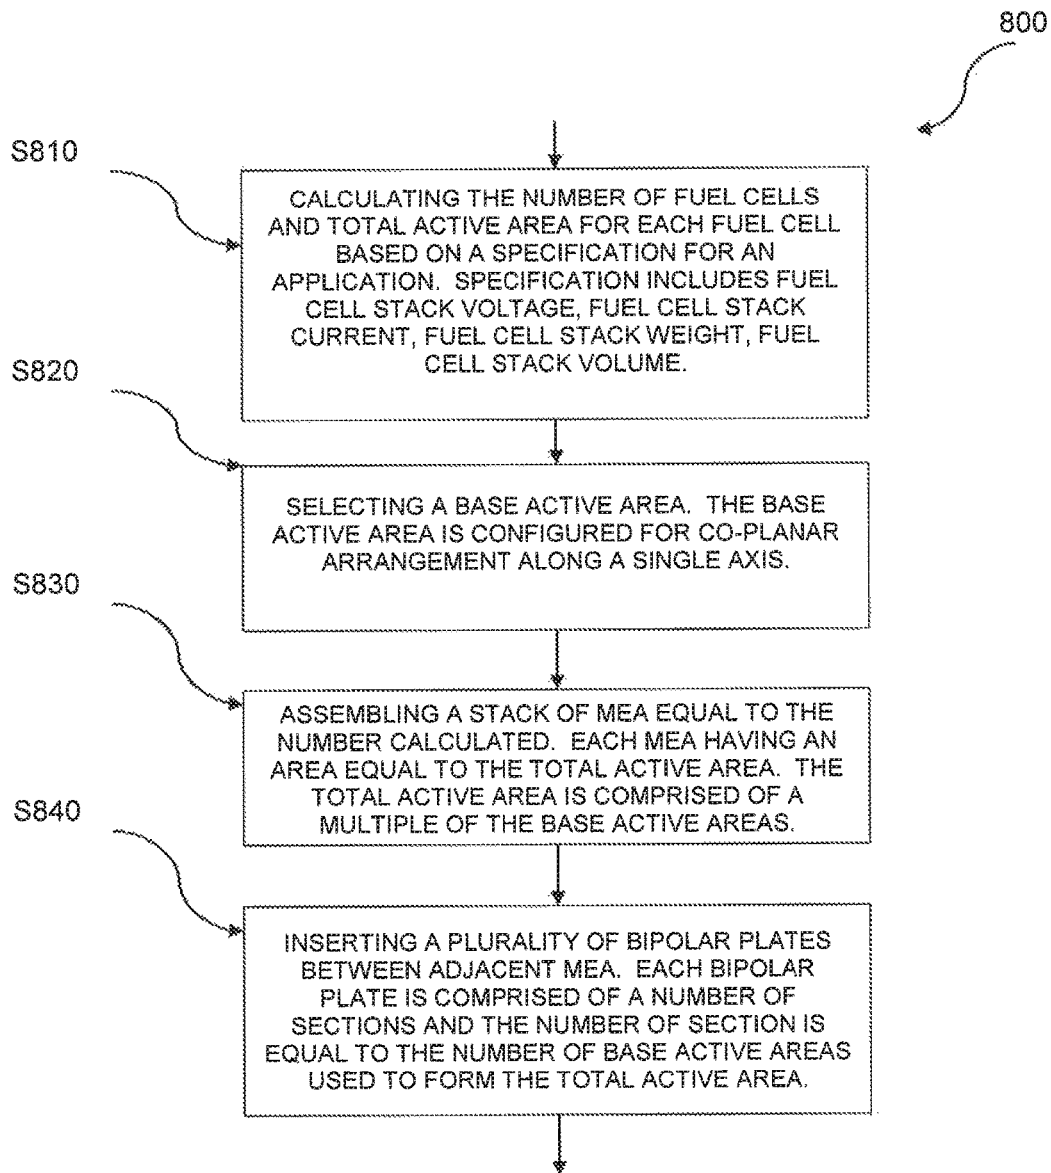 800
S810
CALCULATING THE NUMBER OF FUEL CELLS
AND TOTAL ACTIVE AREA FOR EACH FUEL CELL
BASED ON A SPECIFICATION FOR AN
APPLICATION. SPECIFICATION INCLUDES FUEL
CELL STACK VOLTAGE, FUEL CELL STACK
CURRENT, FUEL CELL STACK WEIGHT, FUEL
CELL STACK VOLUME.
S820
SELECTING A BASE ACTIVE AREA. THE BASE
ACTIVE AREA IS CONFIGURED FOR CO-PLANAR
ARRANGEMENT ALONG A SINGLE AXIS.
S830
ASSEMBLING A STACK OF MEA EQUAL TO THE
NUMBER CALCULATED. EACH MEA HAVING AN
AREA EQUAL TO THE TOTAL ACTIVE AREA. THE
TOTAL ACTIVE AREA IS COMPRISED OF A
MULTIPLE OF THE BASE ACTIVE AREAS.
S840
INSERTING A PLURALITY OF BIPOLAR PLATES
BETWEEN ADJACENT MEA. EACH BIPOLAR
PLATE IS COMPRISED OF A NUMBER OF
SECTIONS AND THE NUMBER OF SECTION IS
EQUAL TO THE NUMBER OF BASE ACTIVE AREAS
USED TO FORM THE TOTAL ACTIVE AREA.